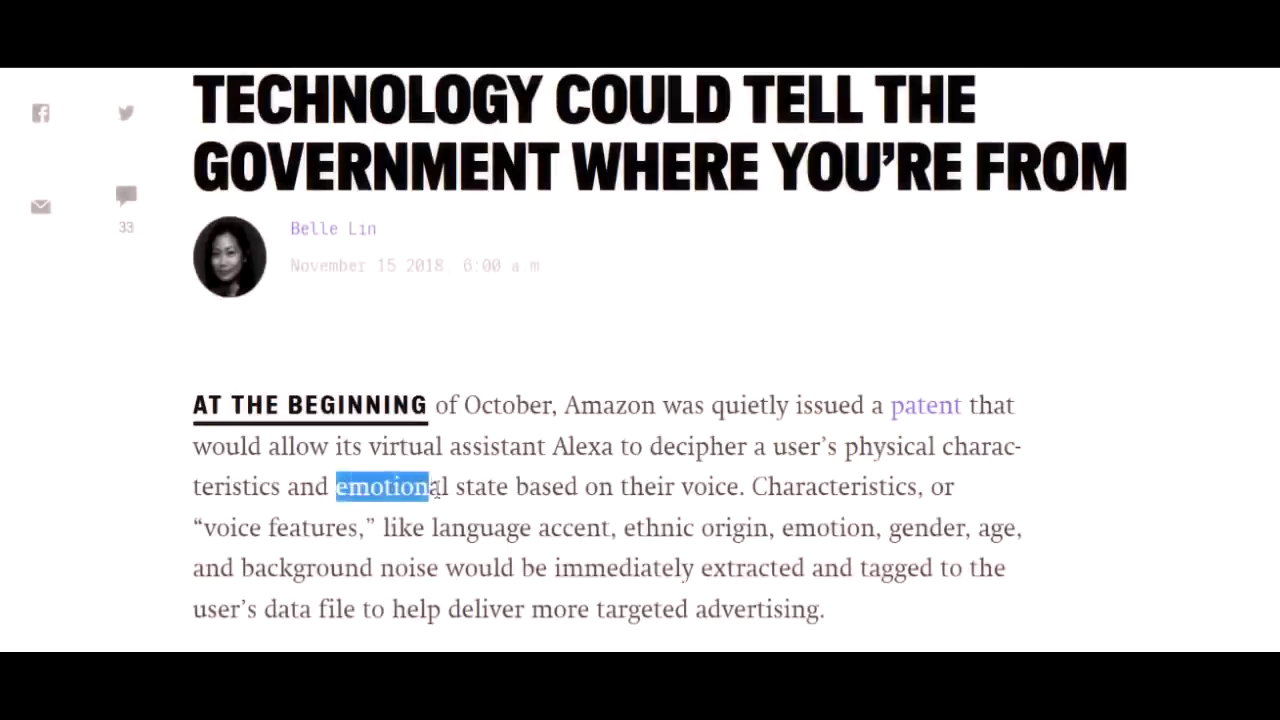 TECHNOLOGY COULD TELL THE
GOVERNMENT WHERE YOU’RE FROM
Belle Lin
November 15 2018, 6:00 a m
33
AT THE BEGINNING of October, Amazon was quietly issued a patent that
would allow its virtual assistant Alexa to decipher a user’s physical charac-
teristics and emotional state based on their voice. Characteristics, or
“voice features,” like language accent, ethnic origin, emotion, gender, age,
and background noise would be immediately extracted and tagged to the
user’s data file to help deliver more targeted advertising.